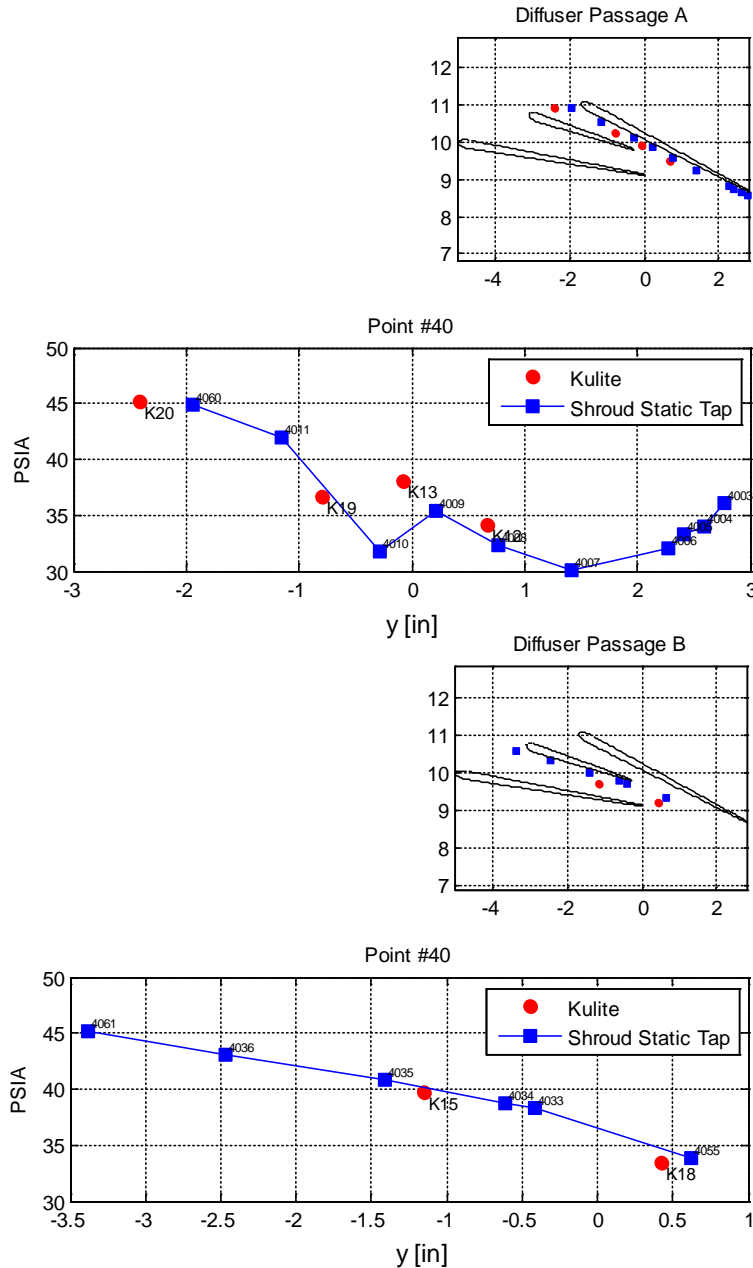 Diffuser Passage A
12
11
10
9
8
7
-4 -2 0 2
Point #40
50
45
40
35
30
PSIA
Kulite
Shroud Static Tap
K20
4060
4011
K19
4010
K13
4009
K12
4007
4006
4005
4004
4003
-3 -2 -1 0 1 2 3
y [in]
Diffuser Passage B
12
11
10
9
8
7
-4 -2 0 2
Point #40
50
45
40
35
30
PSIA
Kulite
Shroud Static Tap
4061
4036
4035
K15
4034
4033
4055
K18
-3.5 -3 -2.5 -2 -1.5 -1 -0.5 0 0.5 1
y [in]